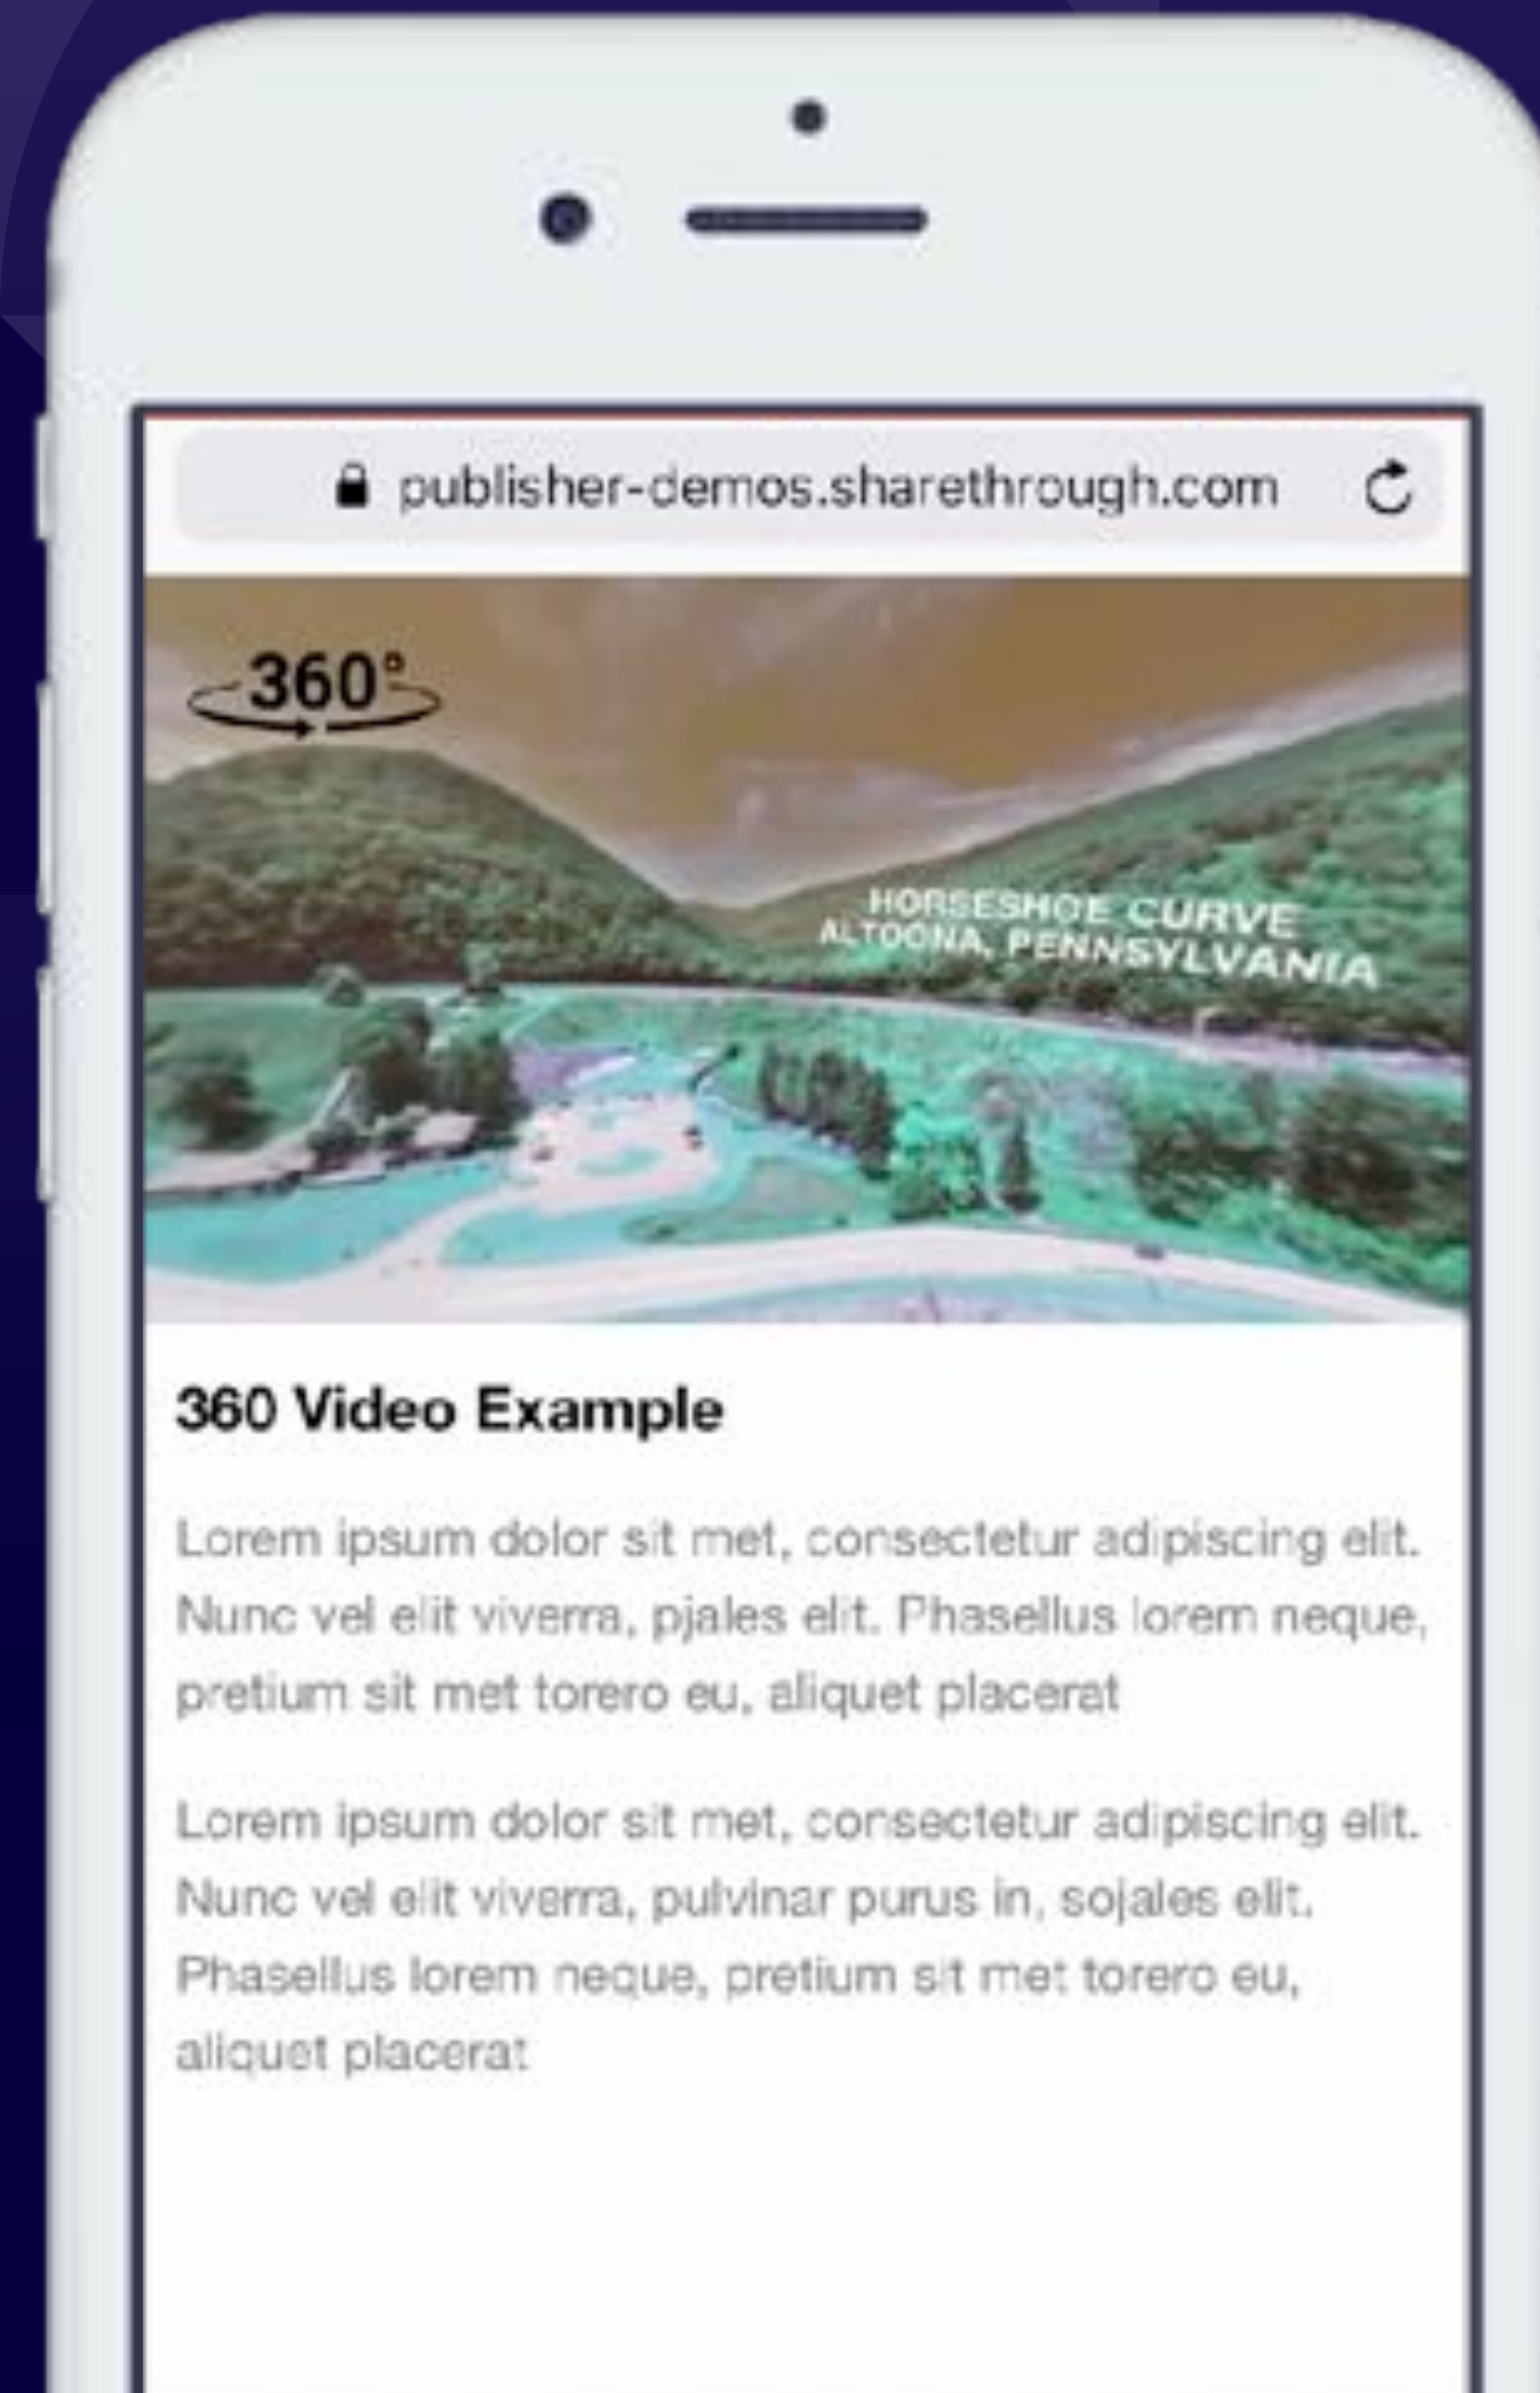 publisher-demos.sharethrough.com
360°
HORSESHOE CURVE
ALTOONA, PENNSYLVANIA
360 Video Example
Lorem ipsum dolor sit met, consectetur adipiscing elit.
Nunc vel elit viverra, pjales elit. Phasellus lorem neque,
pretium sit met torero eu, aliquet placerat
Lorem ipsum dolor sit met, consectetur adipiscing elit.
Nunc vel elit viverra, pulvinar purus in, sojales elit.
Phasellus lorem neque, pretium sit met torero eu,
aliquet placerat